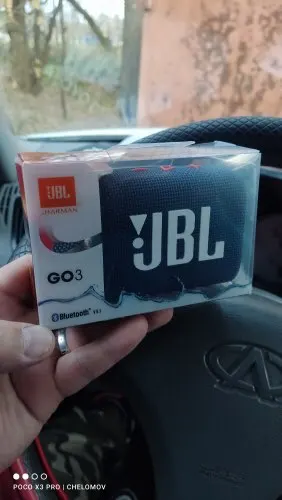 JBL
HARMAN
JBL
GO3
Bluetooth
POCO X3 PRO | CHELOMOV